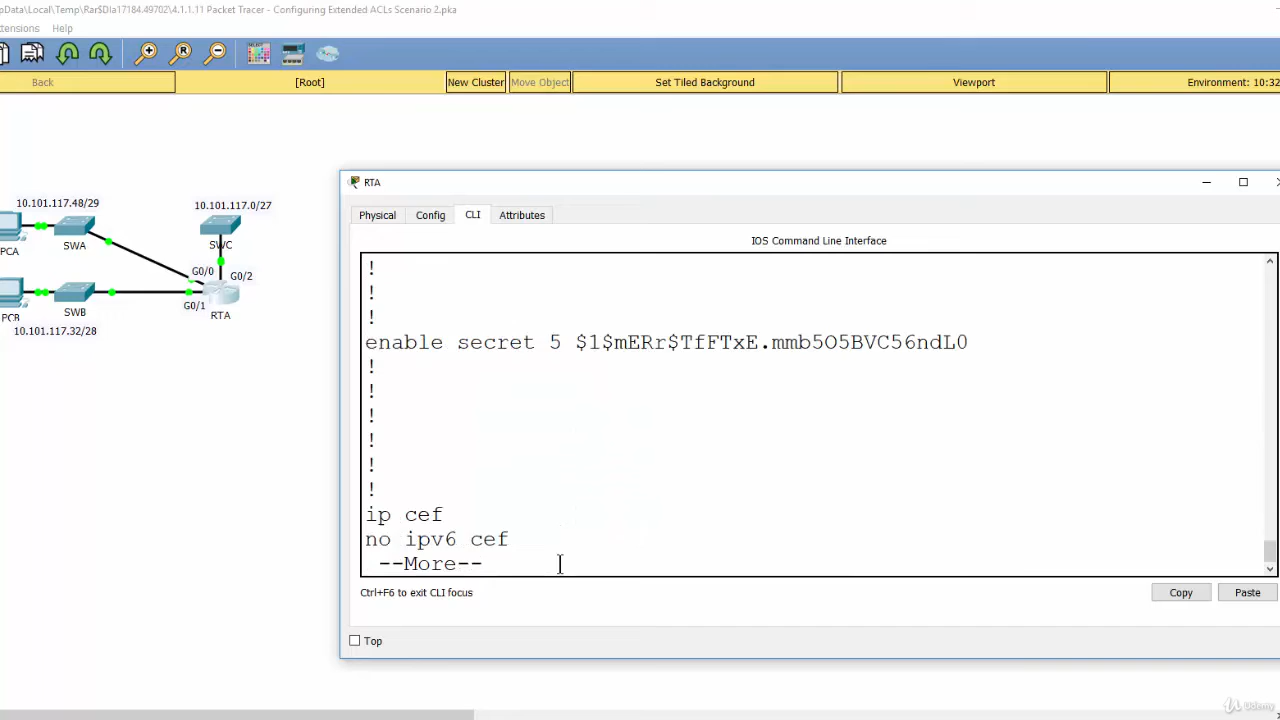 pData\Local\Temp\Rar$DIa17184.49702\4.1.1.11 Packet Tracer - Configuring Extended ACLs Scenario 2.pka
xtensions Help
Back [Root] New Cluster Move Object Set Tiled Background Viewport Environment: 10:32
10.101.117.48/29
10.101.117.0/27
PCA
SWA
SWC
G0/0
G0/2
G0/1
PCB
SWB
RTA
10.101.117.32/28
RTA
Physical Config CLI Attributes
IOS Command Line Interface
!
!
!
enable secret 5 $1$mERr$TfFTxE.mmb5O5BVC56ndL0
!
!
!
!
!
!
ip cef
no ipv6 cef
--More--
Ctrl+F6 to exit CLI focus
Copy Paste
Top
Udemy